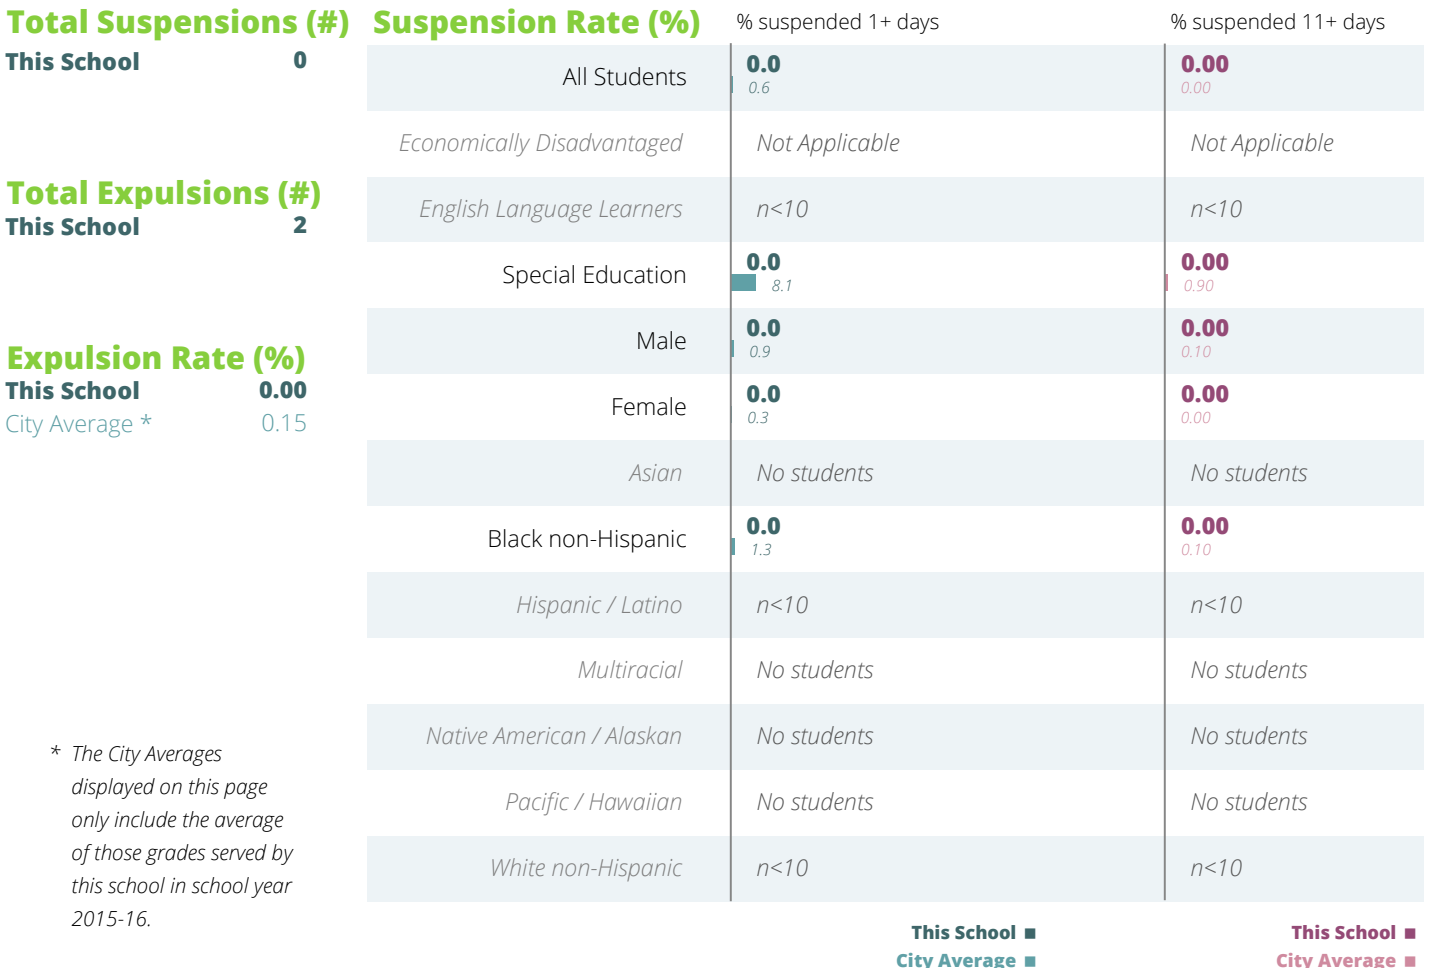 Total Suspensions (#)
This School 0
Total Expulsions (#)
This School 2
Expulsion Rate (%)
This School 0.00
City Average * 0.15
* The City Averages
displayed on this page
only include the average
of those grades served by
this school in school year
2015-16.
Suspension Rate (%) % suspended 1+ days % suspended 11+ days
All Students 0.0 0.00
0.6 0.00
Economically Disadvantaged Not Applicable Not Applicable
English Language Learners n<10 n<10
Special Education 0.0 0.00
8.1 0.90
Male 0.0 0.00
0.9 0.10
Female 0.0 0.00
0.3 0.00
Asian No students No students
Black non-Hispanic 0.0 0.00
1.3 0.10
Hispanic / Latino n<10 n<10
Multiracial No students No students
Native American / Alaskan No students No students
Pacific / Hawaiian No students No students
White non-Hispanic n<10 n<10
This School This School
City Average City Average